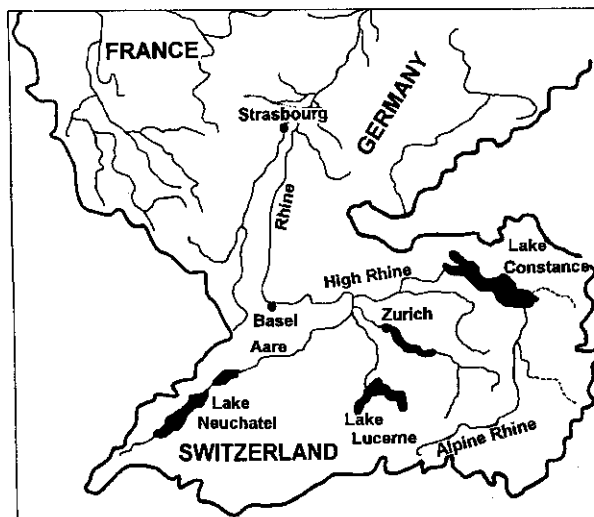 FRANCE
GERMANY
Strasbourg
Rhine
Lake
Constance
High Rhine
Zurich
Basel
Aare
Lake
Neuchatel
Lake
Lucerne
Alpine Rhine
SWITZERLAND